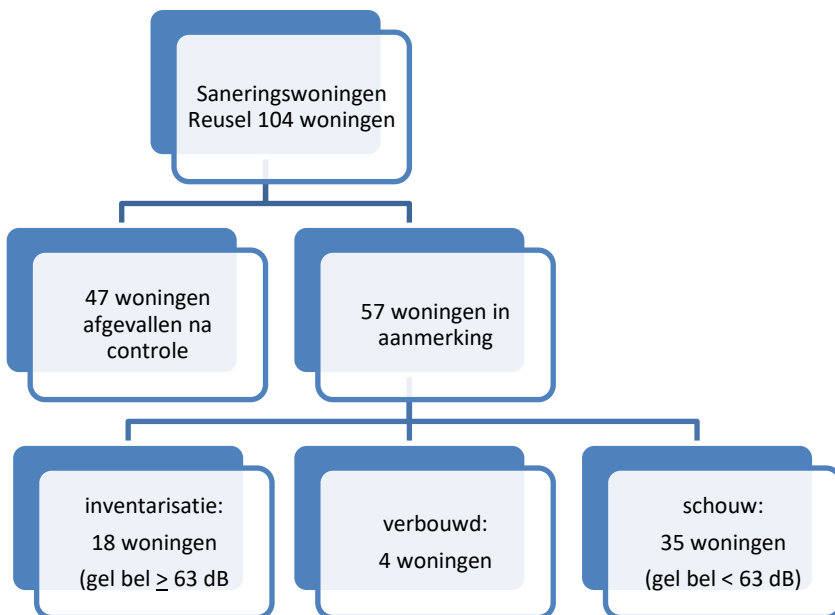 Saneringswoningen
Reusel 104 woningen
47 woningen
afgevallen na
controle
57 woningen in
aanmerking
inventarisatie:
18 woningen
(gel bel ≥ 63 dB
verbouwd:
4 woningen
schouw:
35 woningen
(gel bel < 63 dB)